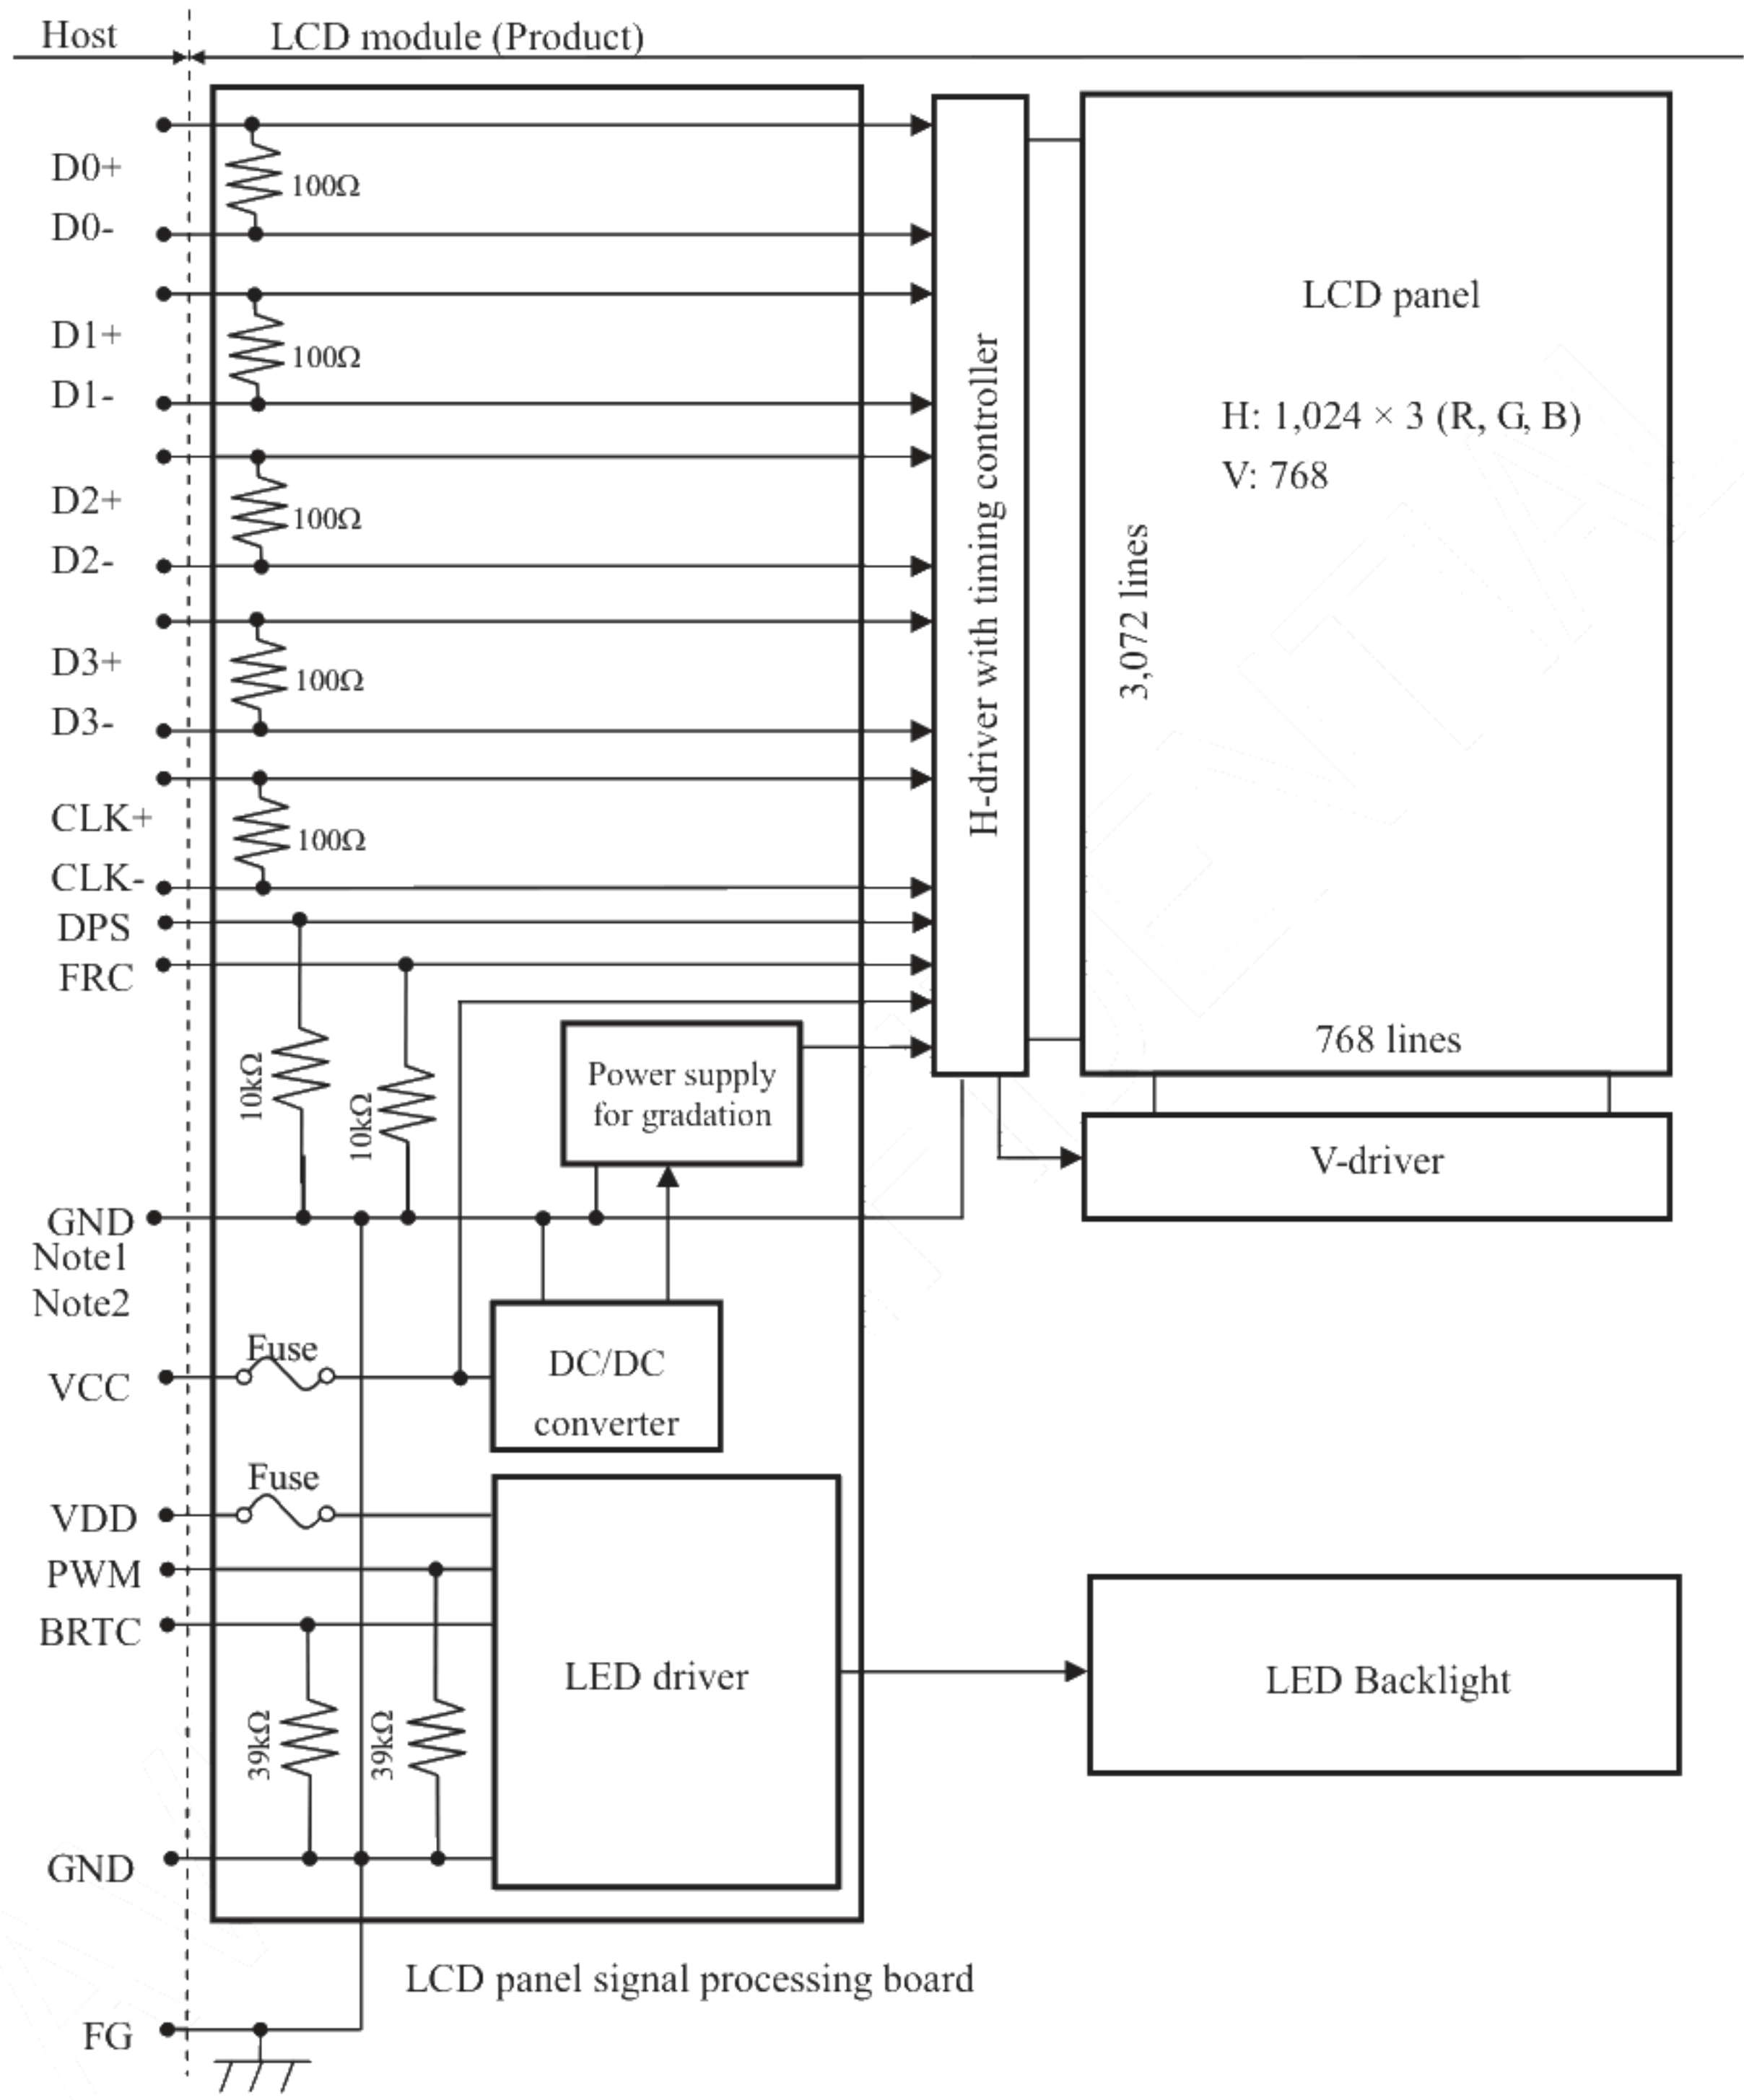 Host
LCD module (Product)
D0+
100Ω
D0-
D1+
100Ω
D1-
D2+
100Ω
D2-
D3+
100Ω
D3-
CLK+
100Ω
CLK-
DPS
FRC
10kΩ
10kΩ
H-driver with timing controller
LCD panel
H: 1,024 × 3 (R, G, B)
V: 768
3,072 lines
768 lines
Power supply
for gradation
V-driver
GND
Note1
Note2
Fuse
VCC
DC/DC
converter
Fuse
VDD
PWM
BRTC
39kΩ
39kΩ
LED driver
LED Backlight
GND
LCD panel signal processing board
FG